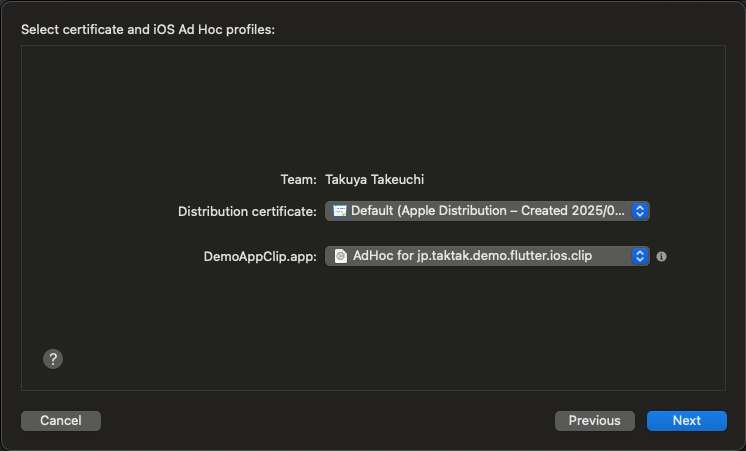 Select certificate and iOS Ad Hoc profiles:
Team: Takuya Takeuchi
Distribution certificate: Default (Apple Distribution – Created 2025/0...
DemoAppClip.app: AdHoc for jp.taktak.demo.flutter.ios.clip
?
Cancel Previous Next